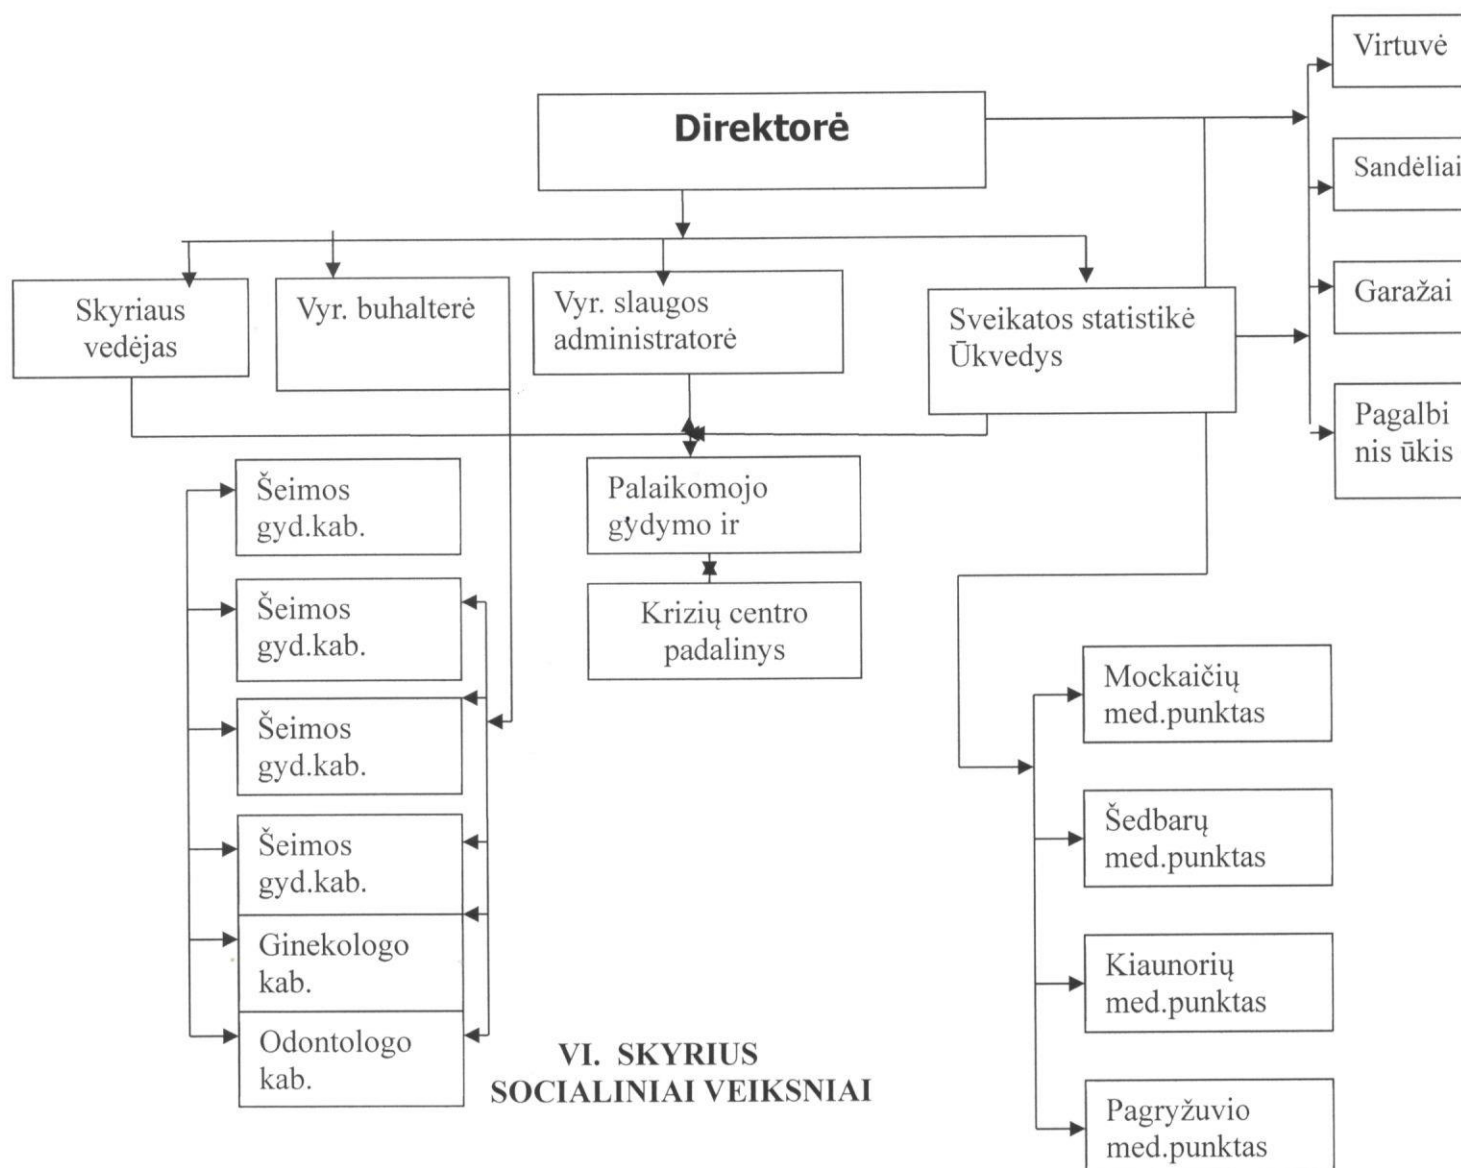 Virtuvė
Direktorė
Sandėliai
Garažai
Skyriaus
vedėjas
Vyr. buhalterė
Vyr. slaugos
administratorė
Sveikatos statistikė
Ūkvedys
Pagalbi
nis ūkis
Šeimos
gyd.kab.
Palaikomojo
gydymo ir
Šeimos
gyd.kab.
Krizių centro
padalinys
Šeimos
gyd.kab.
Mockaičių
med.punktas
Šeimos
gyd.kab.
Šedbarų
med.punktas
Ginekologo
kab.
Kiaunorių
med.punktas
Odontologo
kab.
VI. SKYRIUS
SOCIALINIAI VEIKSNIAI
Pagryžuvio
med.punktas